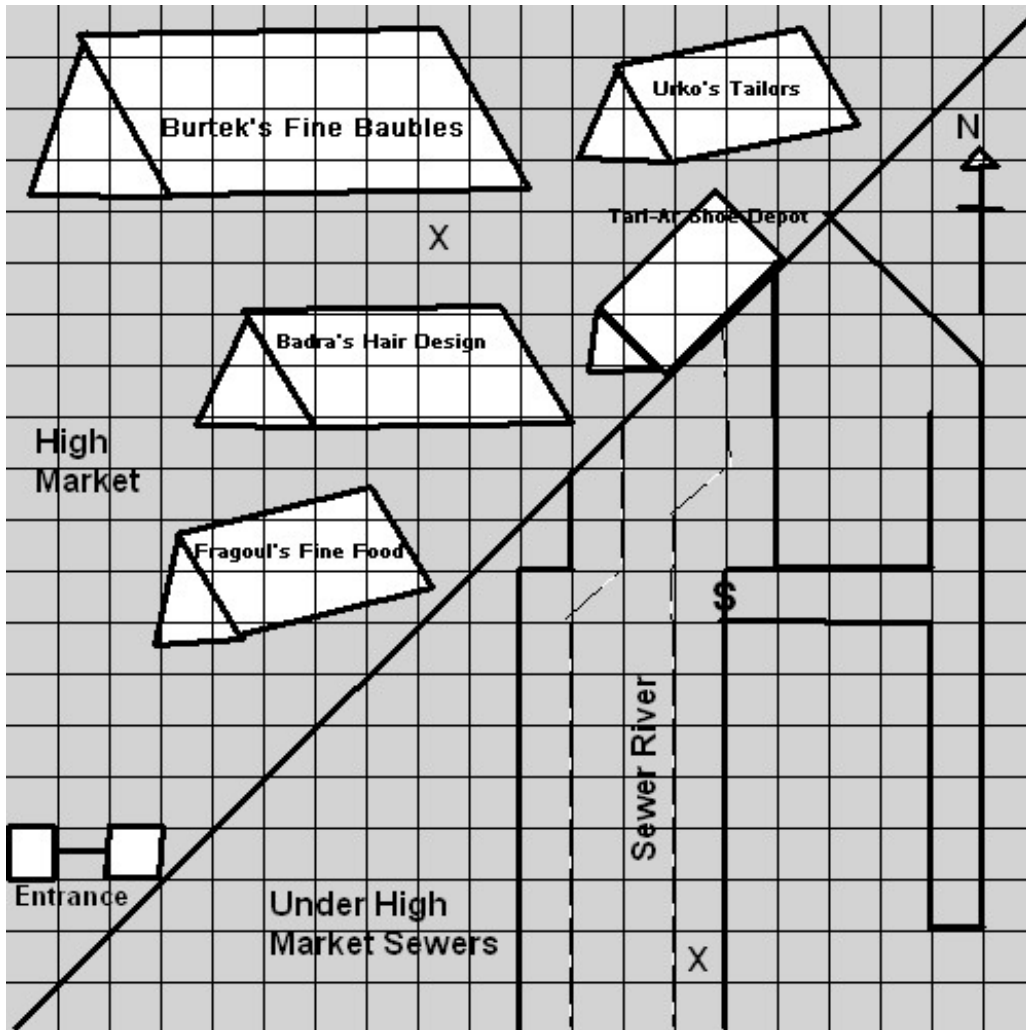 Urko's Tailors
Burtek's Fine Baubles
N
Tarl-Ar Shoe Depot
X
Badra's Hair Design
High
Market
Fragoul's Fine Food
S
Sewer River
Entrance
Under High
Market Sewers
X